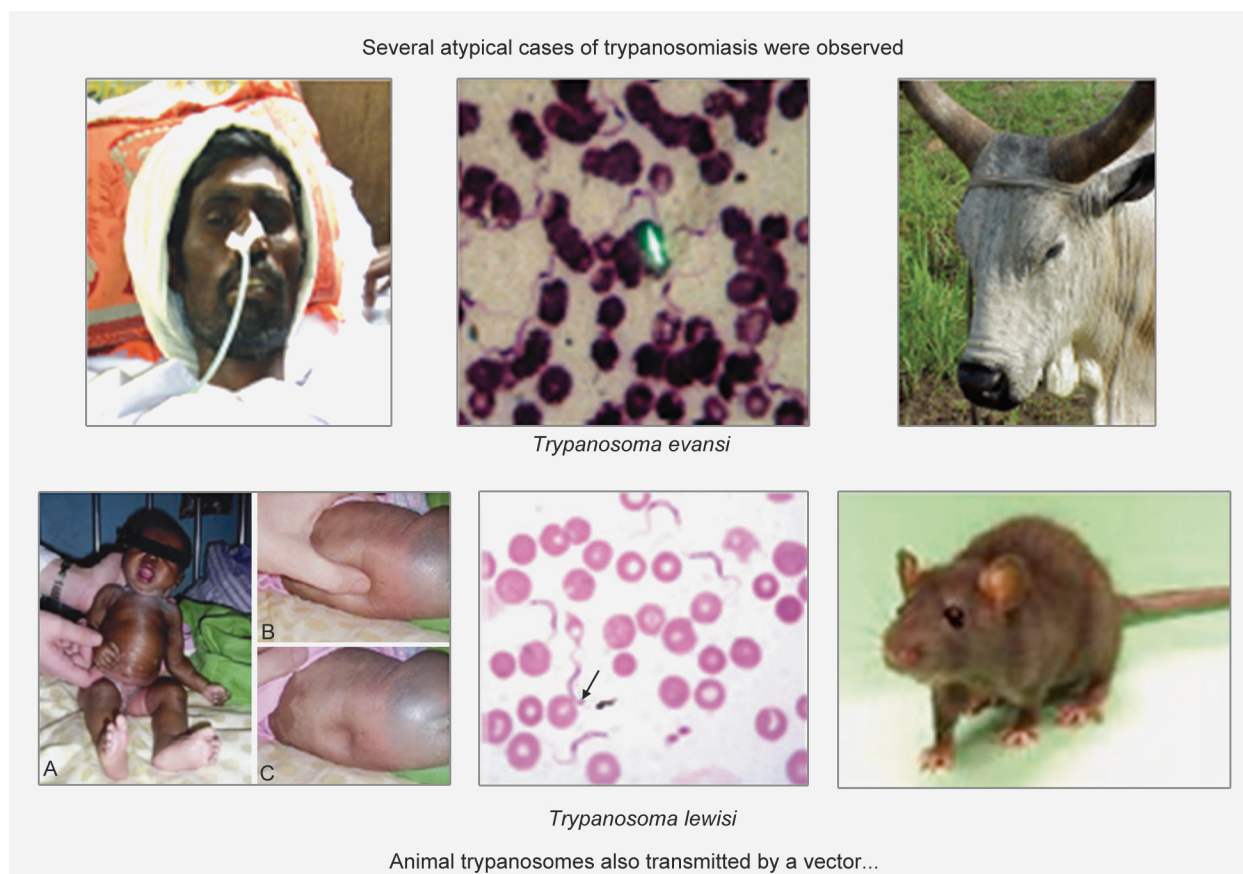 Several atypical cases of trypanosomiasis were observed
Trypanosoma evansi
A
B
C
Trypanosoma lewisi
Animal trypanosomes also transmitted by a vector...